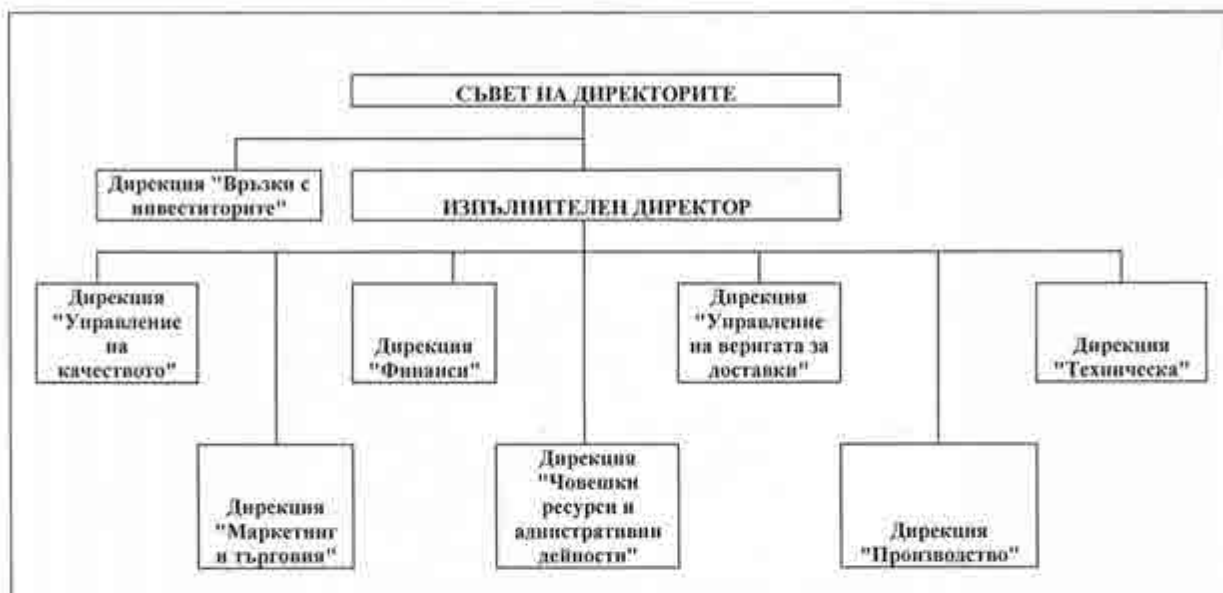 СЪВЕТ НА ДИРЕКТОРИТЕ
Дирекция "Връзки с
инвеститорите"
ИЗПЪЛНИТЕЛЕН ДИРЕКТОР
Дирекция
"Управление
на
качеството"
Дирекция
"Финанси"
Дирекция
"Управление
на веригата за
доставки"
Дирекция
"Техническа"
Дирекция
"Маркетинг
и търговия"
Дирекция
"Човешки
ресурси и
адмистративни
дейности"
Дирекция
"Производство"